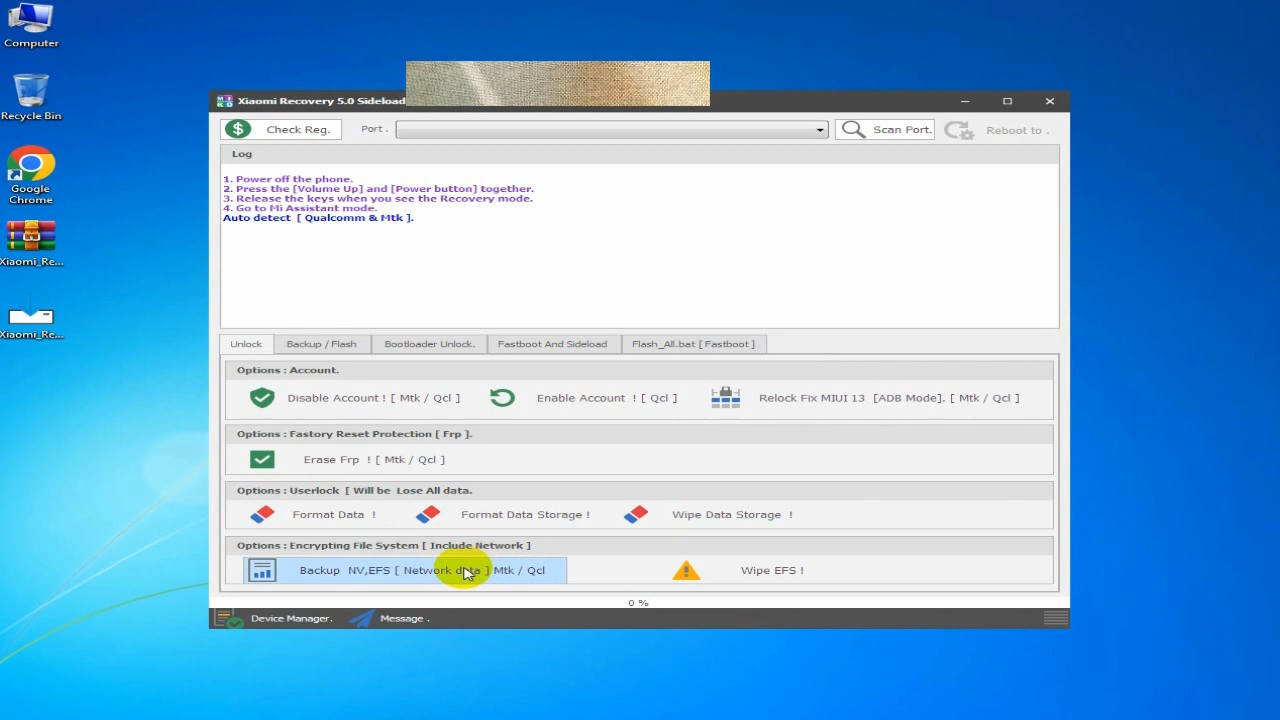 Computer
Recycle Bin
Google
Chrome
Xiaomi_Re...
Xiaomi_Re...
Xiaomi Recovery 5.0 Sideload
Check Reg.
Port .
Scan Port.
Reboot to .
Log
1. Power off the phone.
2. Press the [Volume Up] and [Power button] together.
3. Release the keys when you see the Recovery mode.
4. Go to Mi Assistant mode.
Auto detect [ Qualcomm & Mtk ].
Unlock
Backup / Flash
Bootloader Unlock.
Fastboot And Sideload
Flash_All.bat [ Fastboot ]
Options : Account.
Disable Account ! [ Mtk / Qcl ]
Enable Account ! [ Qcl ]
Relock Fix MIUI 13 [ADB Mode]. [ Mtk / Qcl ]
Options : Fastory Reset Protection [ Frp ].
Erase Frp ! [ Mtk / Qcl ]
Options : Userlock [ Will be Lose All data.
Format Data !
Format Data Storage !
Wipe Data Storage !
Options : Encrypting File System [ Include Network ]
Backup NV,EFS [ Network data ] Mtk / Qcl
Wipe EFS !
0 %
Device Manager.
Message .